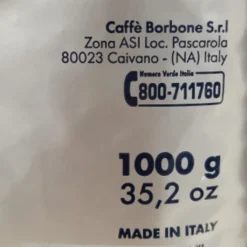 Caffè Borbone S.r.l
Zona ASI Loc. Pascarola
80023 Caivano - (NA) Italy
Numero Verde Italia
800-711760
1000 g
35,2 oz
MADE IN ITALY